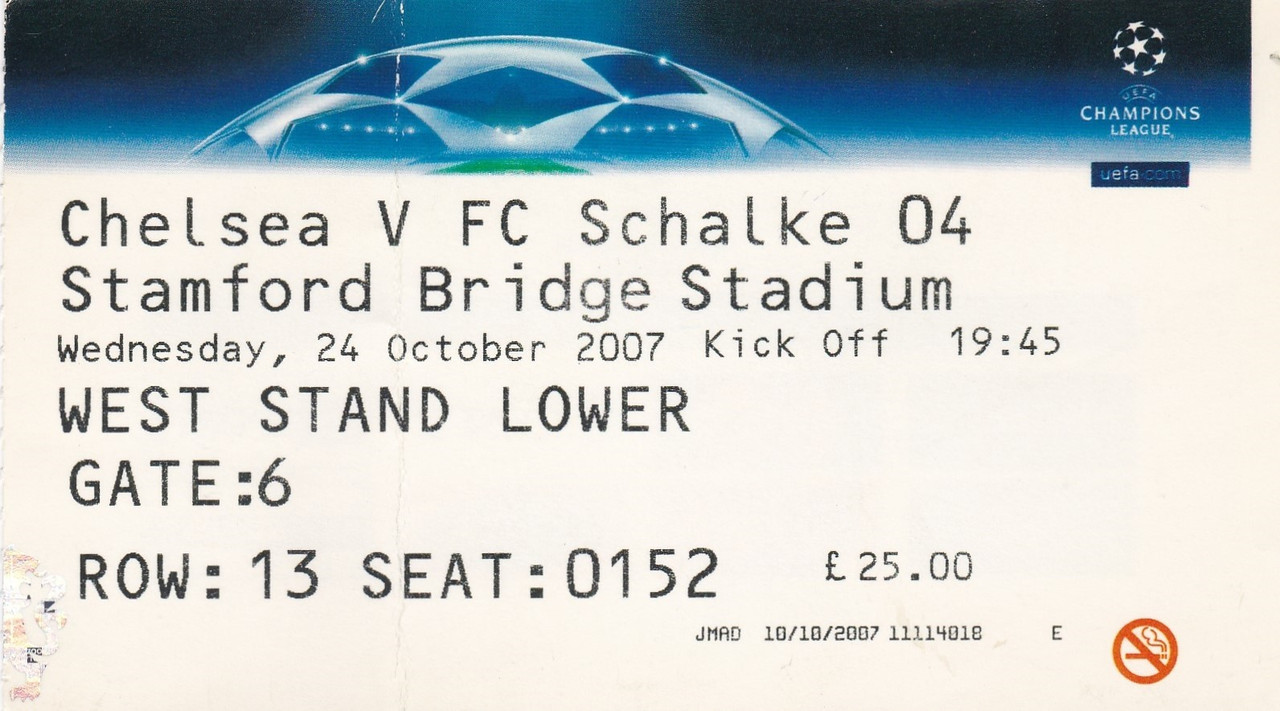 UEFA
CHAMPIONS
LEAGUE
uefa.com
Chelsea V FC Schalke 04
Stamford Bridge Stadium
Wednesday, 24 October 2007 Kick Off 19:45
WEST STAND LOWER
GATE:6
ROW: 13 SEAT: 0152 £ 25.00
JMAD 10/10/2007 11114018 E